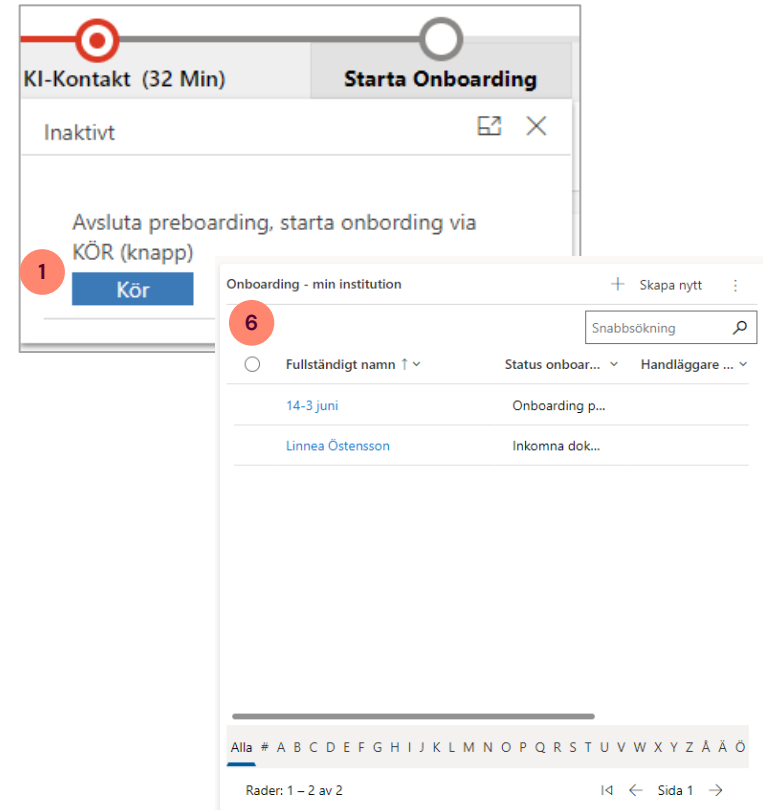 KI-Kontakt (32 Min)
Starta Onboarding
Inaktivt
Avsluta preboarding, starta onbording via
KÖR (knapp)
1
Kör
Onboarding - min institution
Skapa nytt
6
Snabbsökning
Fullständigt namn Status onboar... Handläggare ...
14-3 juni Onboarding p...
Linnea Östensson Inkomna dok...
Alla # A B C D E F G H I J K L M N O P Q R S T U V W X Y Z Å Ä Ö
Rader: 1 – 2 av 2
Sida 1